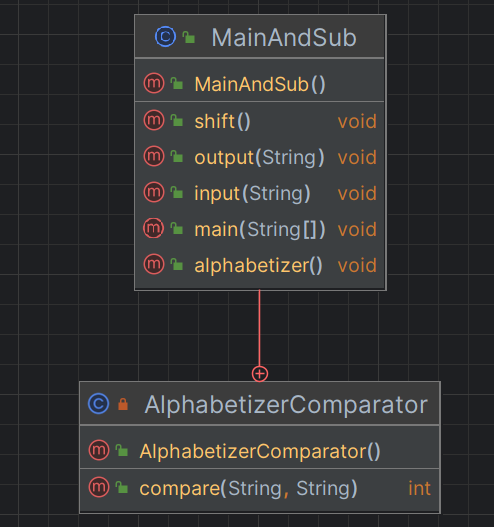 MainAndSub
MainAndSub()
shift() void
output(String) void
input(String) void
main(String[]) void
alphabetizer() void
AlphabetizerComparator
AlphabetizerComparator()
compare(String, String) int